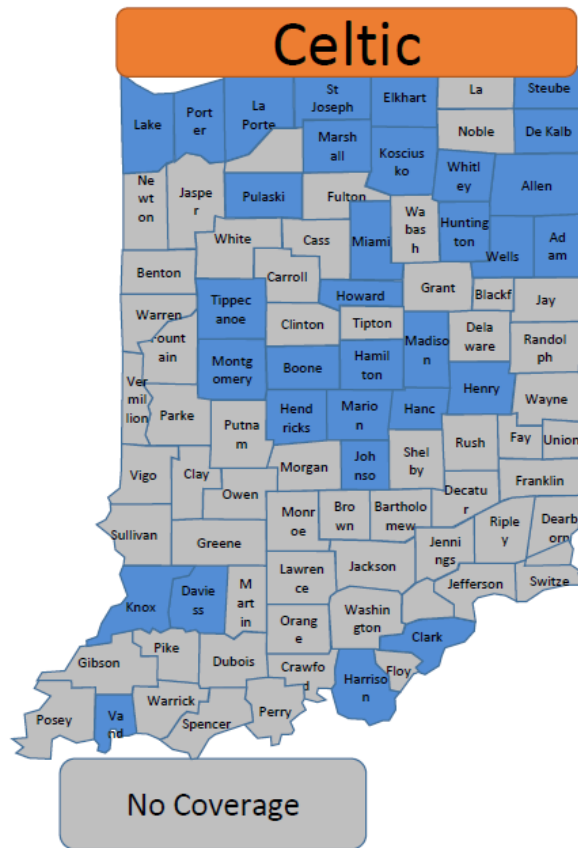 Celtic
Lake
Port
er
La
Porte
St
Joseph
Elkhart
La
Steube
Noble
De Kalb
Marsh
all
Koscius
ko
Whitl
ey
Allen
Ne
wt
on
Jaspe
r
Pulaski
Fulton
Wa
ba
sh
Hunting
ton
Wells
Ad
am
White
Cass
Miami
Benton
Carroll
Grant
Blackf
Jay
Warren
Tippec
anoe
Howard
Clinton
Tipton
Madiso
n
Dela
ware
Rando
lph
ount
ain
Montg
omery
Boone
Hamil
ton
Henry
Ver
mil
lion
Parke
Putna
m
Hend
ricks
Mario
n
Hanc
Wayne
Rush
Fay
Union
Vigo
Clay
Owen
Morgan
Joh
nso
Shel
by
Franklin
Decatu
r
Sullivan
Greene
Monr
oe
Bro
wn
Bartholo
mew
Jenni
ngs
Riple
y
Dearb
orn
Knox
Davie
ss
M
art
in
Lawren
ce
Jackson
Jefferson
Switze
Orang
e
Washin
gton
Clark
Gibson
Pike
Dubois
Crawfo
d
Harriso
n
Floy
Posey
Va
nd
Warrick
Spencer
Perry
No Coverage